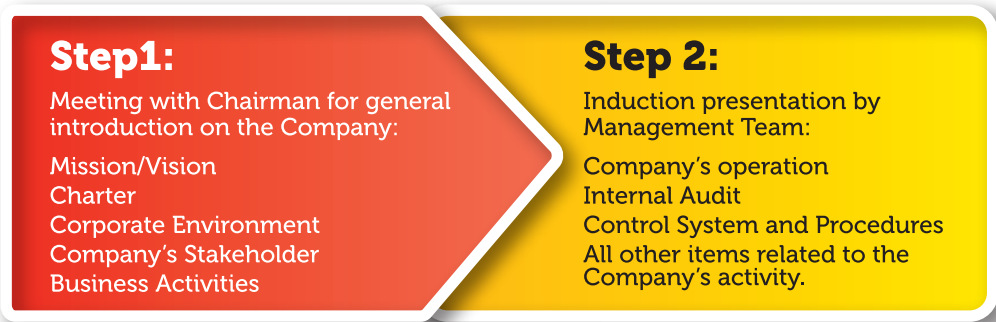 Step1:
Meeting with Chairman for general
introduction on the Company:
Mission/Vision
Charter
Corporate Environment
Company's Stakeholder
Business Activities
Step 2:
Induction presentation by
Management Team:
Company's operation
Internal Audit
Control System and Procedures
All other items related to the
Company's activity.